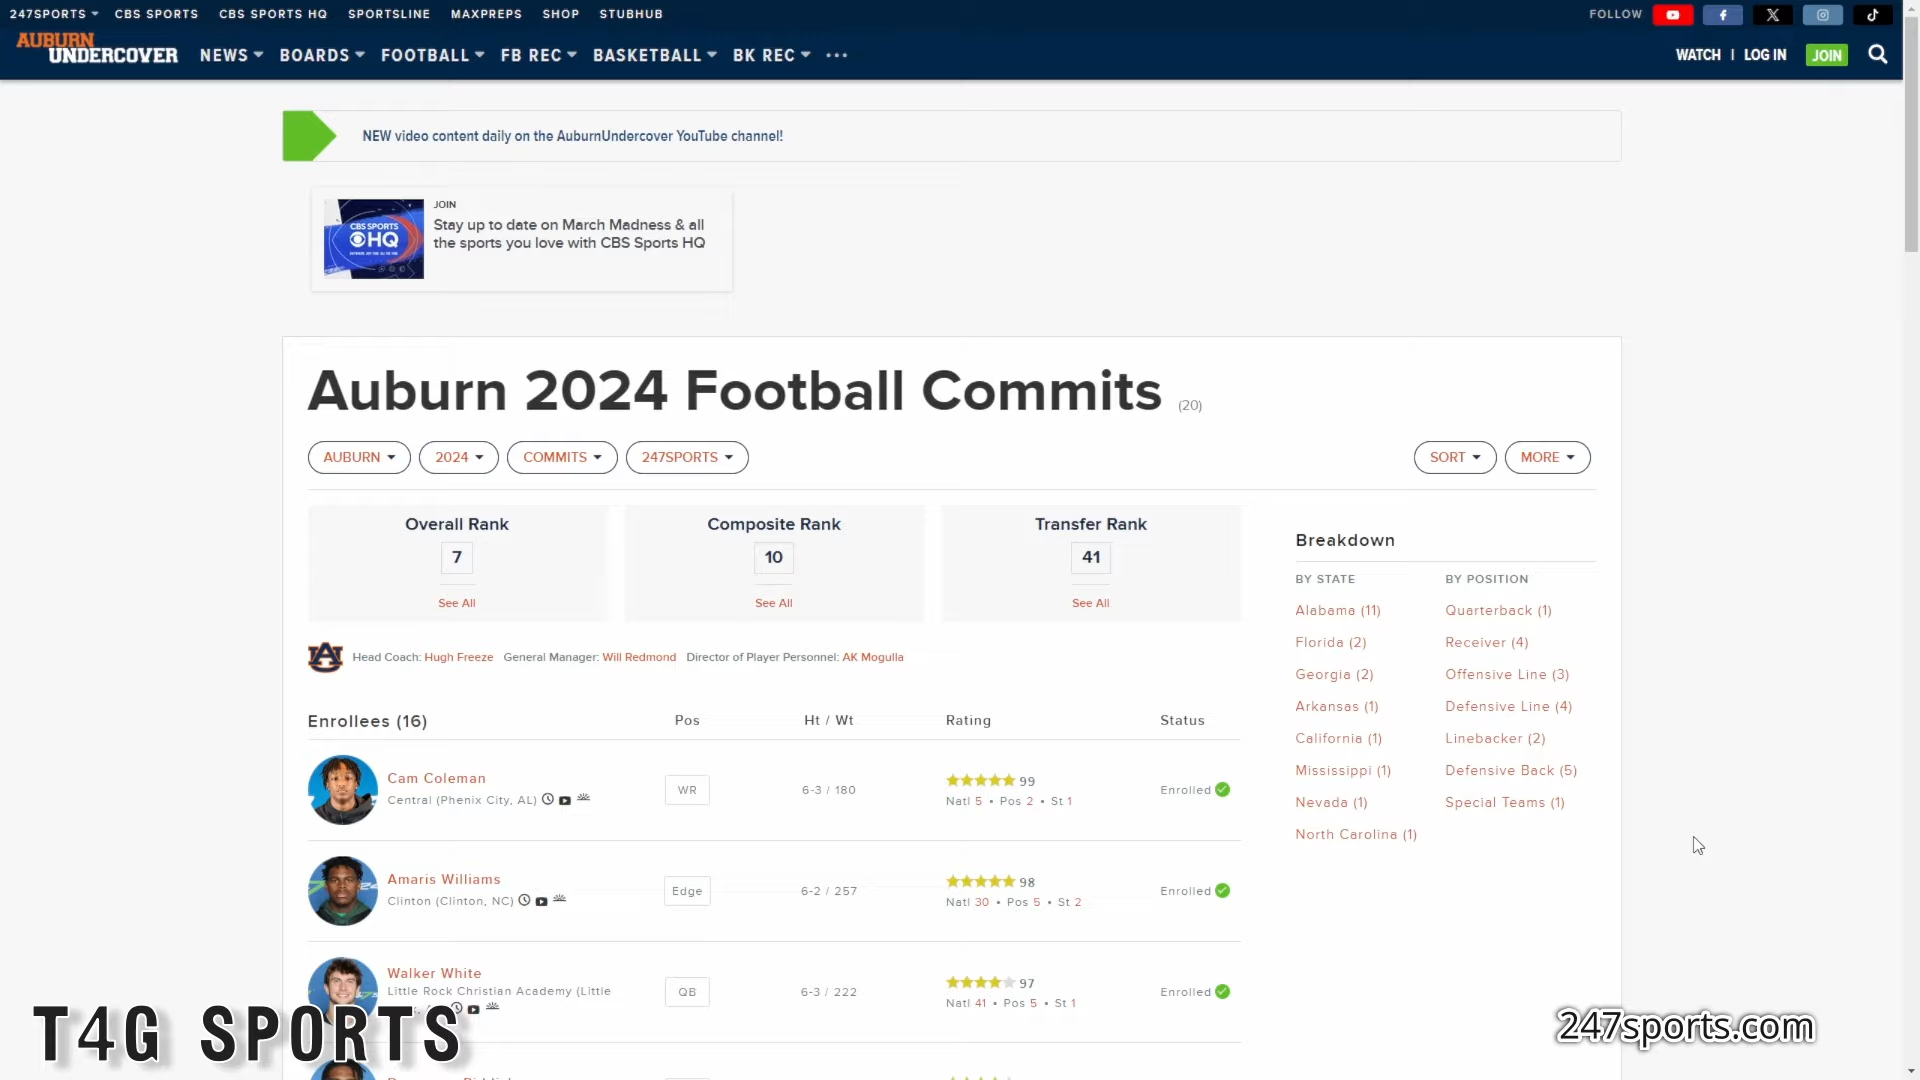 247SPORTS CBS SPORTS CBS SPORTS HQ SPORTSLINE MAXPREPS SHOP STUBHUB FOLLOW
AUBURN
UNDERCOVER NEWS BOARDS FOOTBALL FB REC BASKETBALL BK REC ... WATCH | LOG IN JOIN
NEW video content daily on the AuburnUndercover YouTube channel!
CBS SPORTS
HQ
JOIN
Stay up to date on March Madness & all
the sports you love with CBS Sports HQ
Auburn 2024 Football Commits (20)
AUBURN 2024 COMMITS 247SPORTS SORT MORE
Overall Rank Composite Rank Transfer Rank
7 10 41
See All See All See All
Head Coach: Hugh Freeze General Manager: Will Redmond Director of Player Personnel: AK Mogulla
Enrollees (16) Pos Ht / Wt Rating Status
Cam Coleman
Central (Phenix City, AL)
WR 6-3 / 180 99
Natl 5 • Pos 2 • St 1
Enrolled
Amaris Williams
Clinton (Clinton, NC)
Edge 6-2 / 257 98
Natl 30 • Pos 5 • St 2
Enrolled
Walker White
Little Rock Christian Academy (Little
QB 6-3 / 222 97
Natl 41 • Pos 5 • St 1
Enrolled
Breakdown
BY STATE BY POSITION
Alabama (11) Quarterback (1)
Florida (2) Receiver (4)
Georgia (2) Offensive Line (3)
Arkansas (1) Defensive Line (4)
California (1) Linebacker (2)
Mississippi (1) Defensive Back (5)
Nevada (1) Special Teams (1)
North Carolina (1)
T4G SPORTS
247sports.com